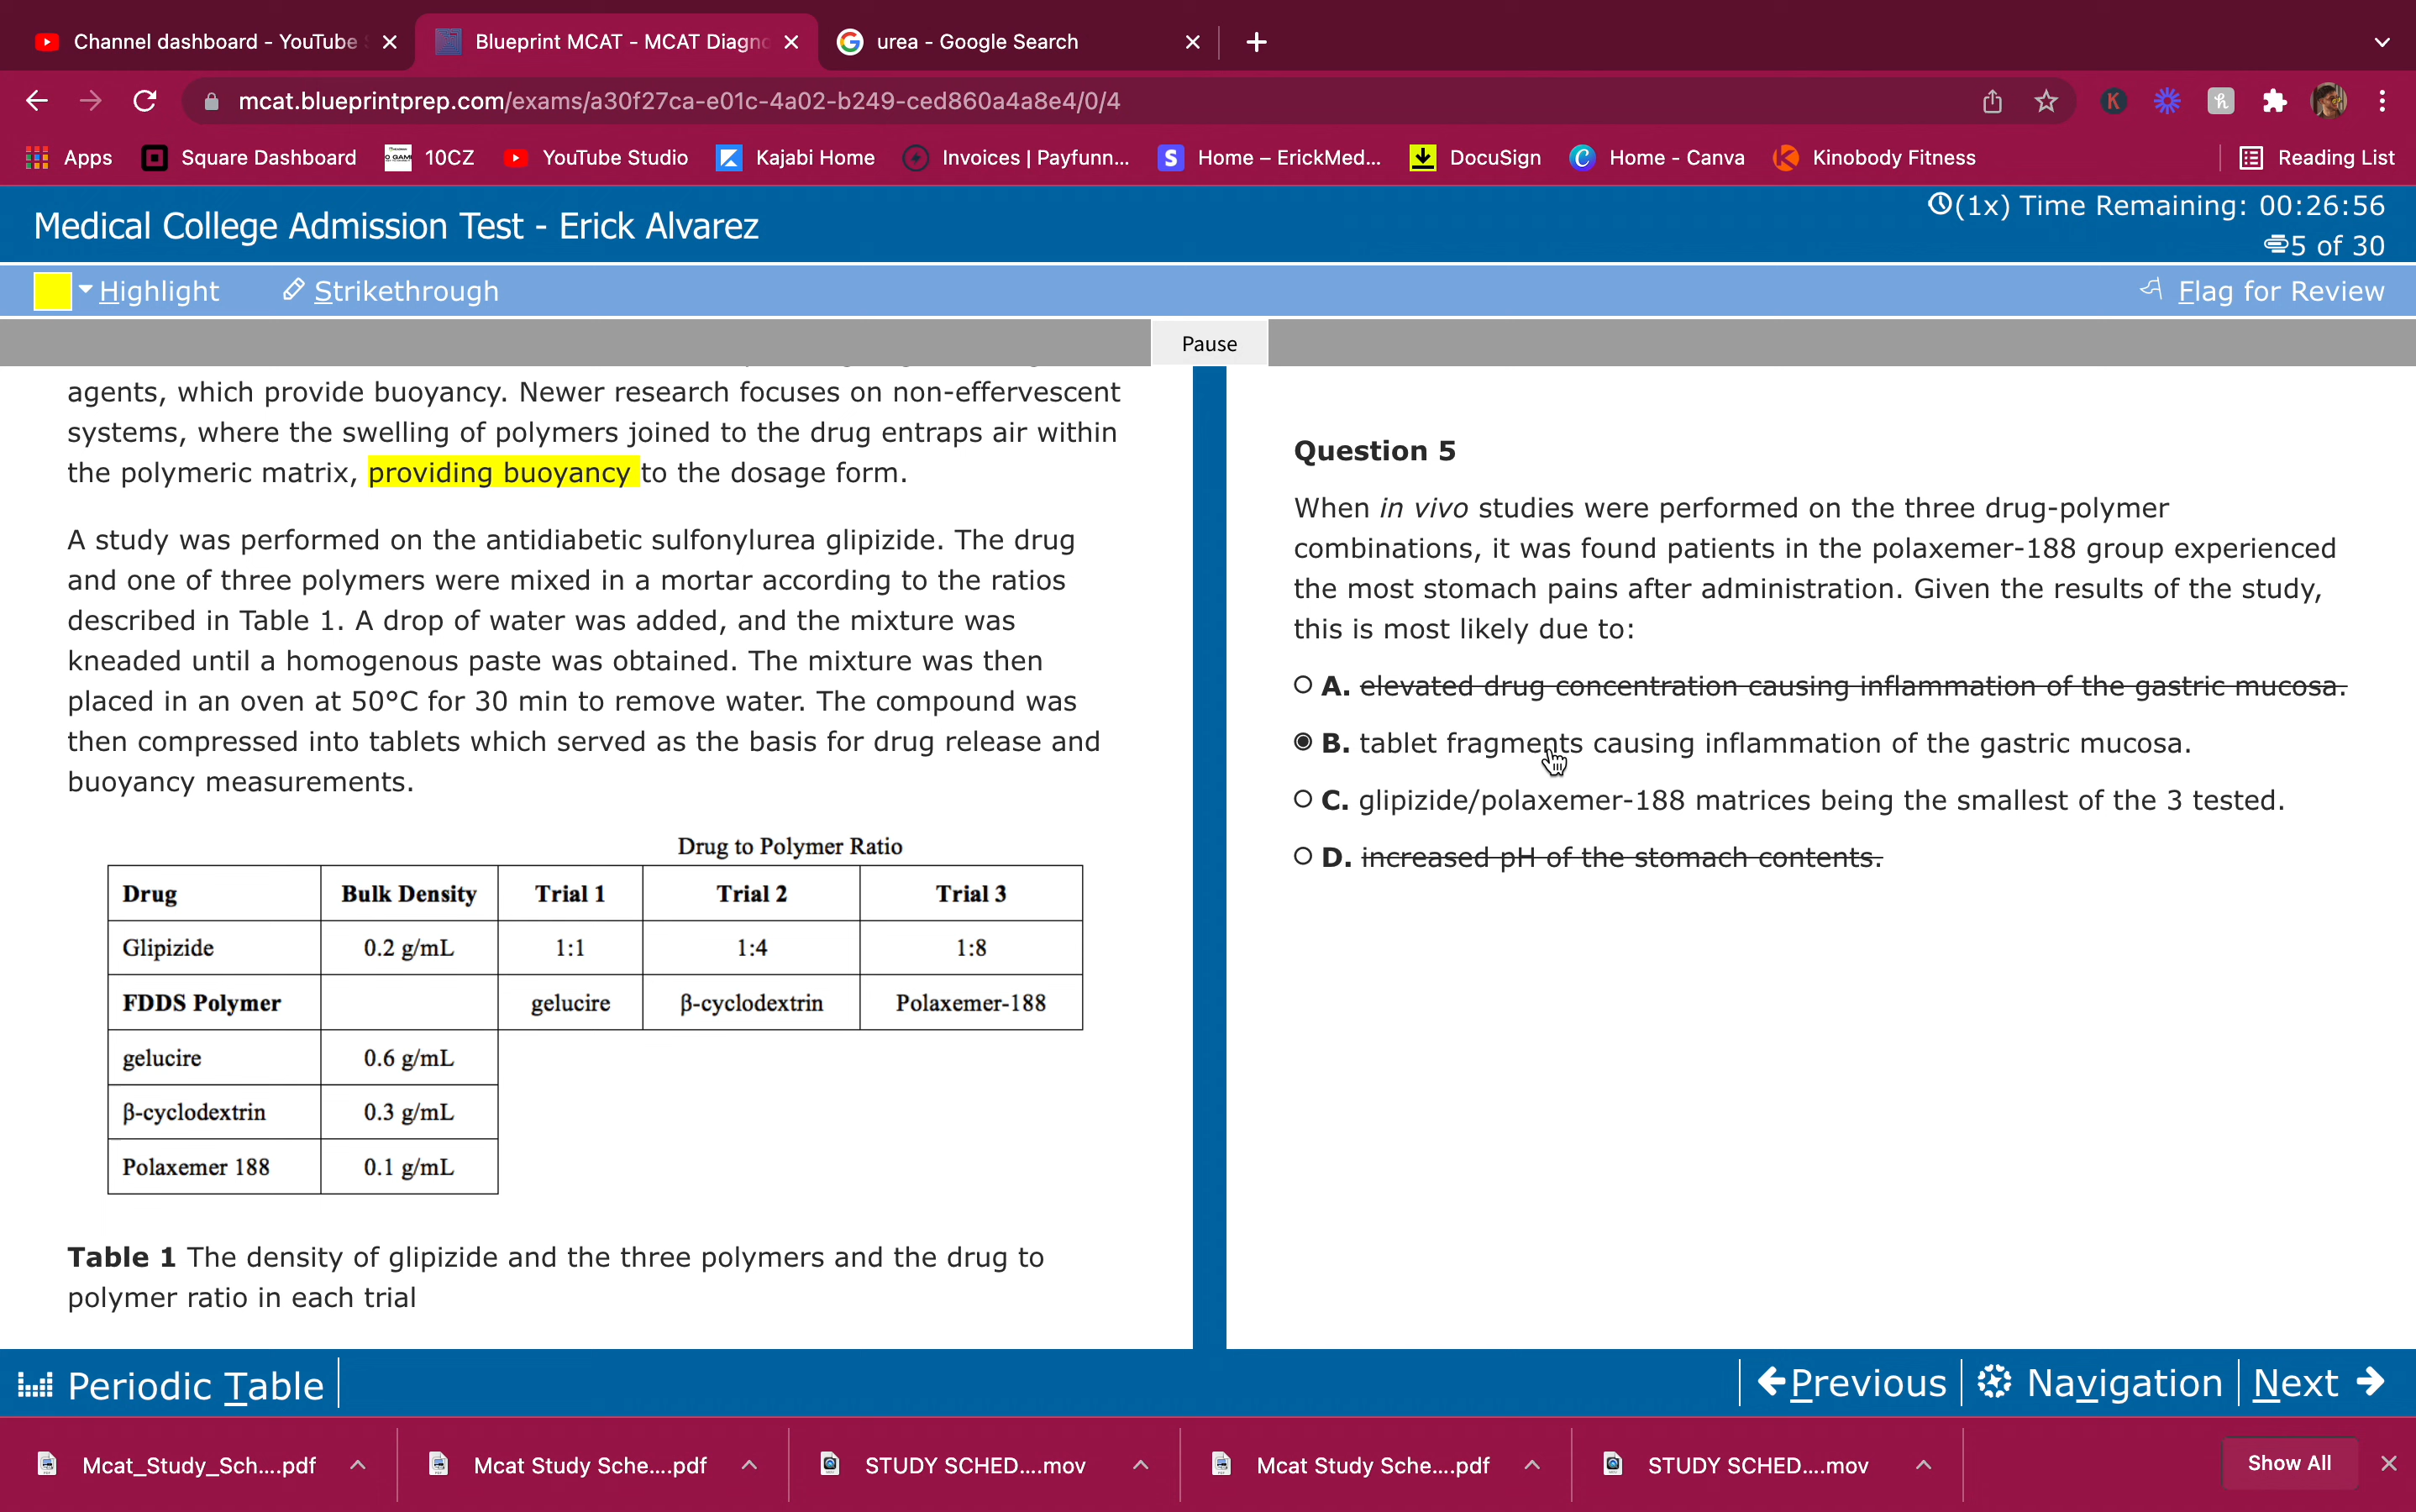 Channel dashboard - YouTube
Blueprint MCAT - MCAT Diagno
urea - Google Search
mcat.blueprintprep.com/exams/a30f27ca-e01c-4a02-b249-ced860a4a8e4/0/4
Apps
Square Dashboard
10CZ
YouTube Studio
Kajabi Home
Invoices | Payfunn...
Home – ErickMed...
DocuSign
Home - Canva
Kinobody Fitness
Reading List
Medical College Admission Test - Erick Alvarez
(1x) Time Remaining: 00:26:56
5 of 30
Highlight
Strikethrough
Flag for Review
Pause
agents, which provide buoyancy. Newer research focuses on non-effervescent
systems, where the swelling of polymers joined to the drug entraps air within
the polymeric matrix, providing buoyancy to the dosage form.
A study was performed on the antidiabetic sulfonylurea glipizide. The drug
and one of three polymers were mixed in a mortar according to the ratios
described in Table 1. A drop of water was added, and the mixture was
kneaded until a homogenous paste was obtained. The mixture was then
placed in an oven at 50°C for 30 min to remove water. The compound was
then compressed into tablets which served as the basis for drug release and
buoyancy measurements.
Drug to Polymer Ratio
Drug Bulk Density Trial 1 Trial 2 Trial 3
Glipizide 0.2 g/mL 1:1 1:4 1:8
FDDS Polymer gelucire β-cyclodextrin Polaxemer-188
gelucire 0.6 g/mL
β-cyclodextrin 0.3 g/mL
Polaxemer 188 0.1 g/mL
Table 1 The density of glipizide and the three polymers and the drug to
polymer ratio in each trial
Question 5
When in vivo studies were performed on the three drug-polymer
combinations, it was found patients in the polaxemer-188 group experienced
the most stomach pains after administration. Given the results of the study,
this is most likely due to:
A. elevated drug concentration causing inflammation of the gastric mucosa.
B. tablet fragments causing inflammation of the gastric mucosa.
C. glipizide/polaxemer-188 matrices being the smallest of the 3 tested.
D. increased pH of the stomach contents.
Periodic Table
Previous
Navigation
Next
Mcat_Study_Sch....pdf
Mcat Study Sche....pdf
STUDY SCHED....mov
Mcat Study Sche....pdf
STUDY SCHED....mov
Show All